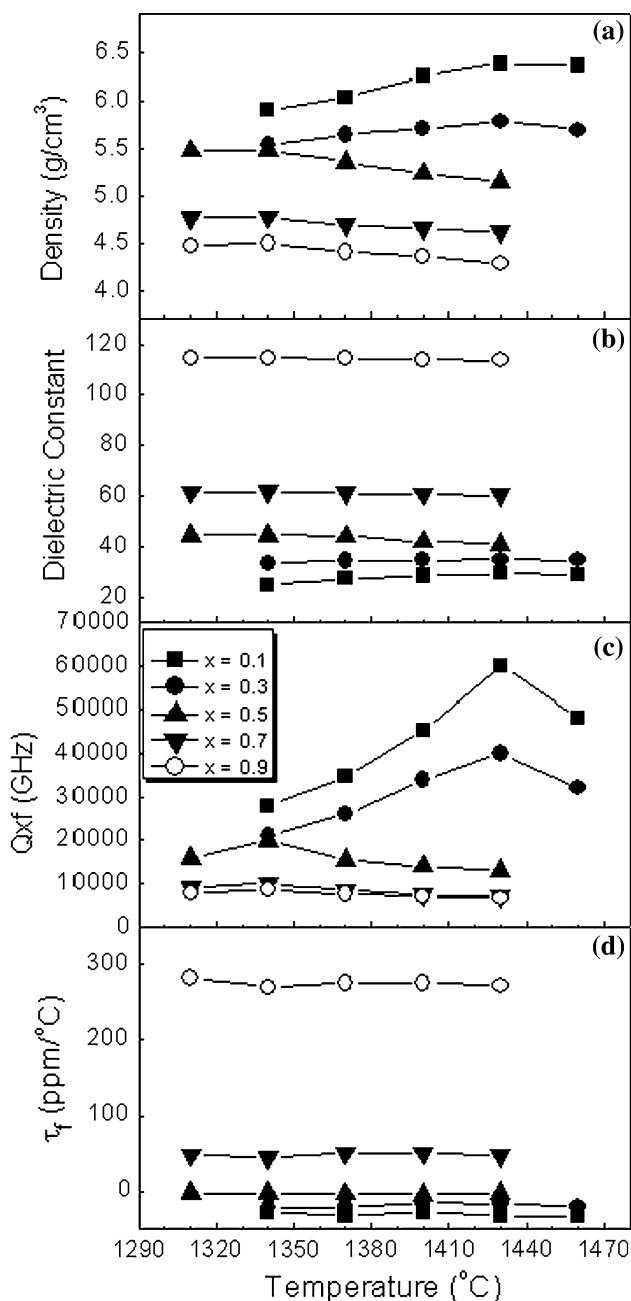 (a)
6.5
6.0
5.5
5.0
4.5
4.0
Density (g/cm³)
(b)
120
100
80
60
40
20
Dielectric Constant
(c)
70000
60000
50000
40000
30000
20000
10000
0
Qxf (GHz)
x = 0.1
x = 0.3
x = 0.5
x = 0.7
x = 0.9
(d)
300
200
100
0
τf (ppm/°C)
1290 1320 1350 1380 1410 1440 1470
Temperature (°C)